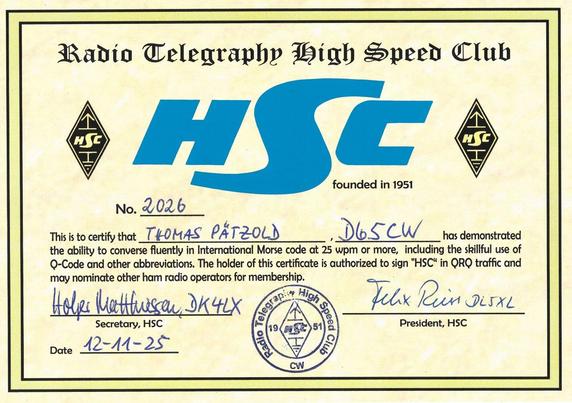 Radio Telegraphy High Speed Club
HSC
HSC
HSC
founded in 1951
No. 2026
This is to certify that THOMAS PÄTZOLD, DG5CW has demonstrated
the ability to converse fluently in International Morse code at 25 wpm or more, including the skillful use of
Q-Code and other abbreviations. The holder of this certificate is authorized to sign "HSC" in QRQ traffic and
may nominate other ham radio operators for membership.
Holger Matthiessen, DK4LX
Felix Riess DL5XL
Secretary, HSC
President, HSC
Radio Telegraphy High Speed Club
19 HSC 51
CW
Date 12-11-25